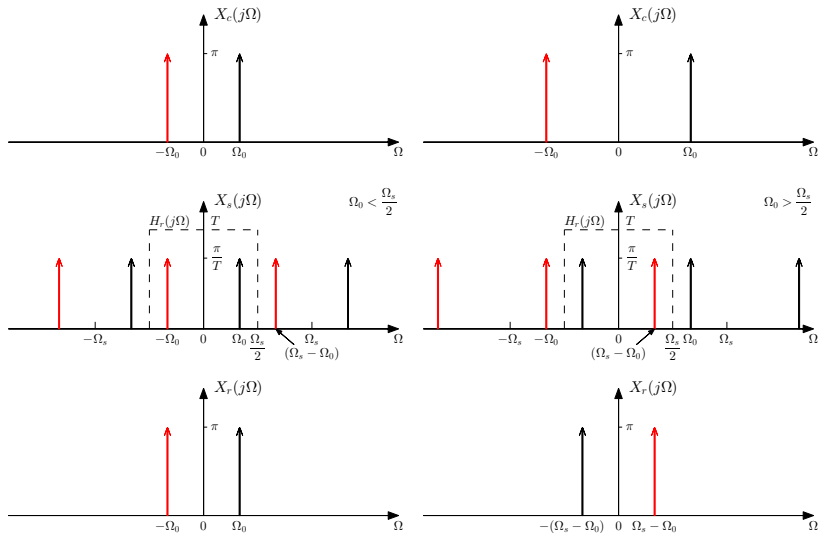 X_c(jΩ)
π
−Ω_0 0 Ω_0 Ω
X_c(jΩ)
π
−Ω_0 0 Ω_0 Ω
X_s(jΩ)
Ω_0 < Ω_s/2
H_r(jΩ) T
π/T
−Ω_s −Ω_0 0 Ω_0 Ω_s/2 Ω_s Ω
(Ω_s − Ω_0)
X_s(jΩ)
Ω_0 > Ω_s/2
H_r(jΩ) T
π/T
−Ω_s −Ω_0 0 Ω_s/2 Ω_0 Ω_s Ω
(Ω_s − Ω_0)
X_r(jΩ)
π
−Ω_0 0 Ω_0 Ω
X_r(jΩ)
π
−(Ω_s − Ω_0) 0 Ω_s − Ω_0 Ω